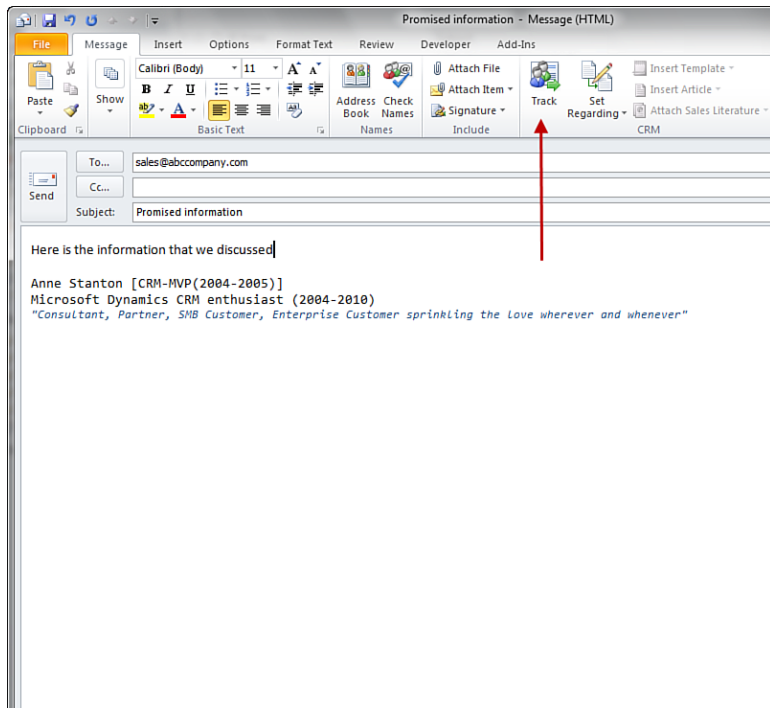 Promised information - Message (HTML)
File Message Insert Options Format Text Review Developer Add-Ins
Calibri (Body) 11 A A Attach File Insert Template
Paste Show B I U Address Book Check Names Attach Item Track Set Regarding Insert Article
ab A Signature Attach Sales Literature
Clipboard Basic Text Names Include CRM
To... sales@abccompany.com
Send Cc...
Subject: Promised information
Here is the information that we discussed
Anne Stanton [CRM-MVP(2004-2005)]
Microsoft Dynamics CRM enthusiast (2004-2010)
"Consultant, Partner, SMB Customer, Enterprise Customer sprinkling the love wherever and whenever"